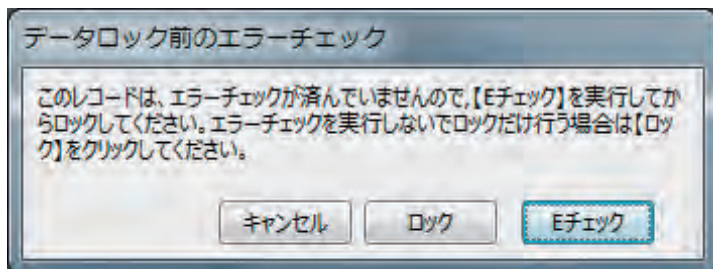 データロック前のエラーチェック
このレコードは、エラーチェックが済んでいませんので,【Eチェック】を実行してか
らロックしてください。エラーチェックを実行しないでロックだけ行う場合は【ロッ
ク】をクリックしてください。
キャンセル ロック Eチェック